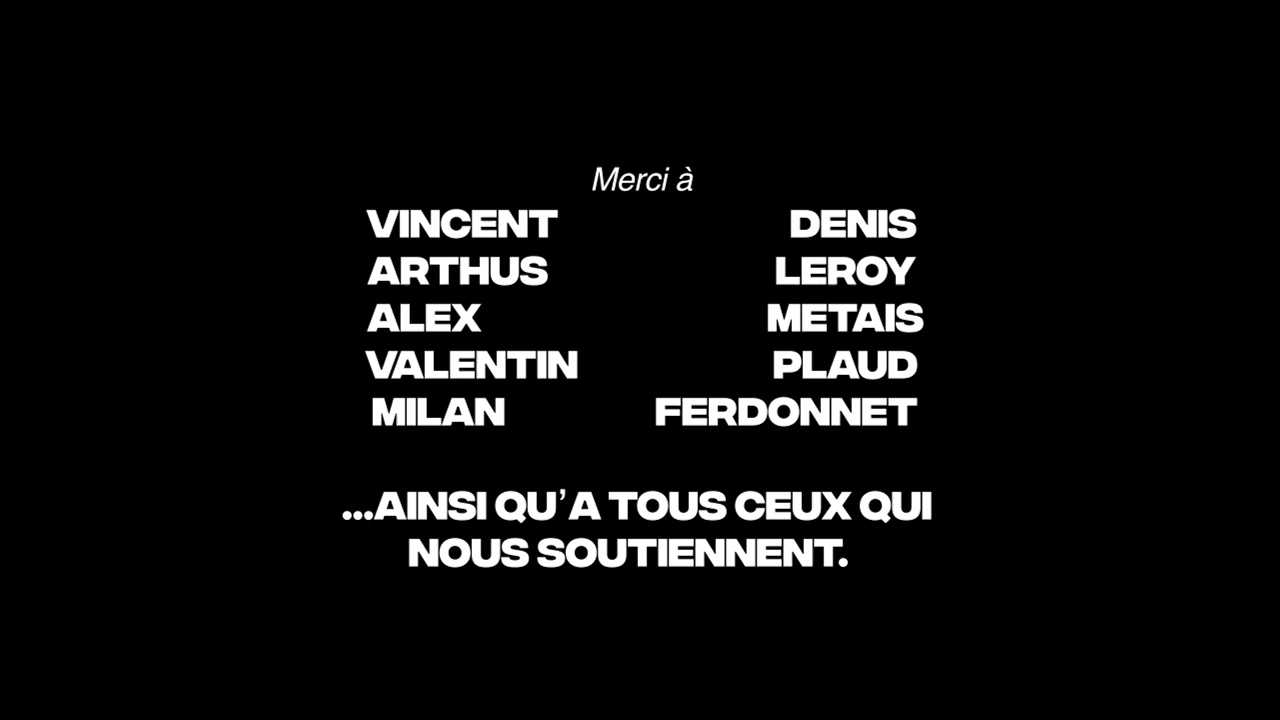 Merci à
VINCENT DENIS
ARTHUS LEROY
ALEX METAIS
VALENTIN PLAUD
MILAN FERDONNET
...AINSI QU'A TOUS CEUX QUI
NOUS SOUTIENNENT.